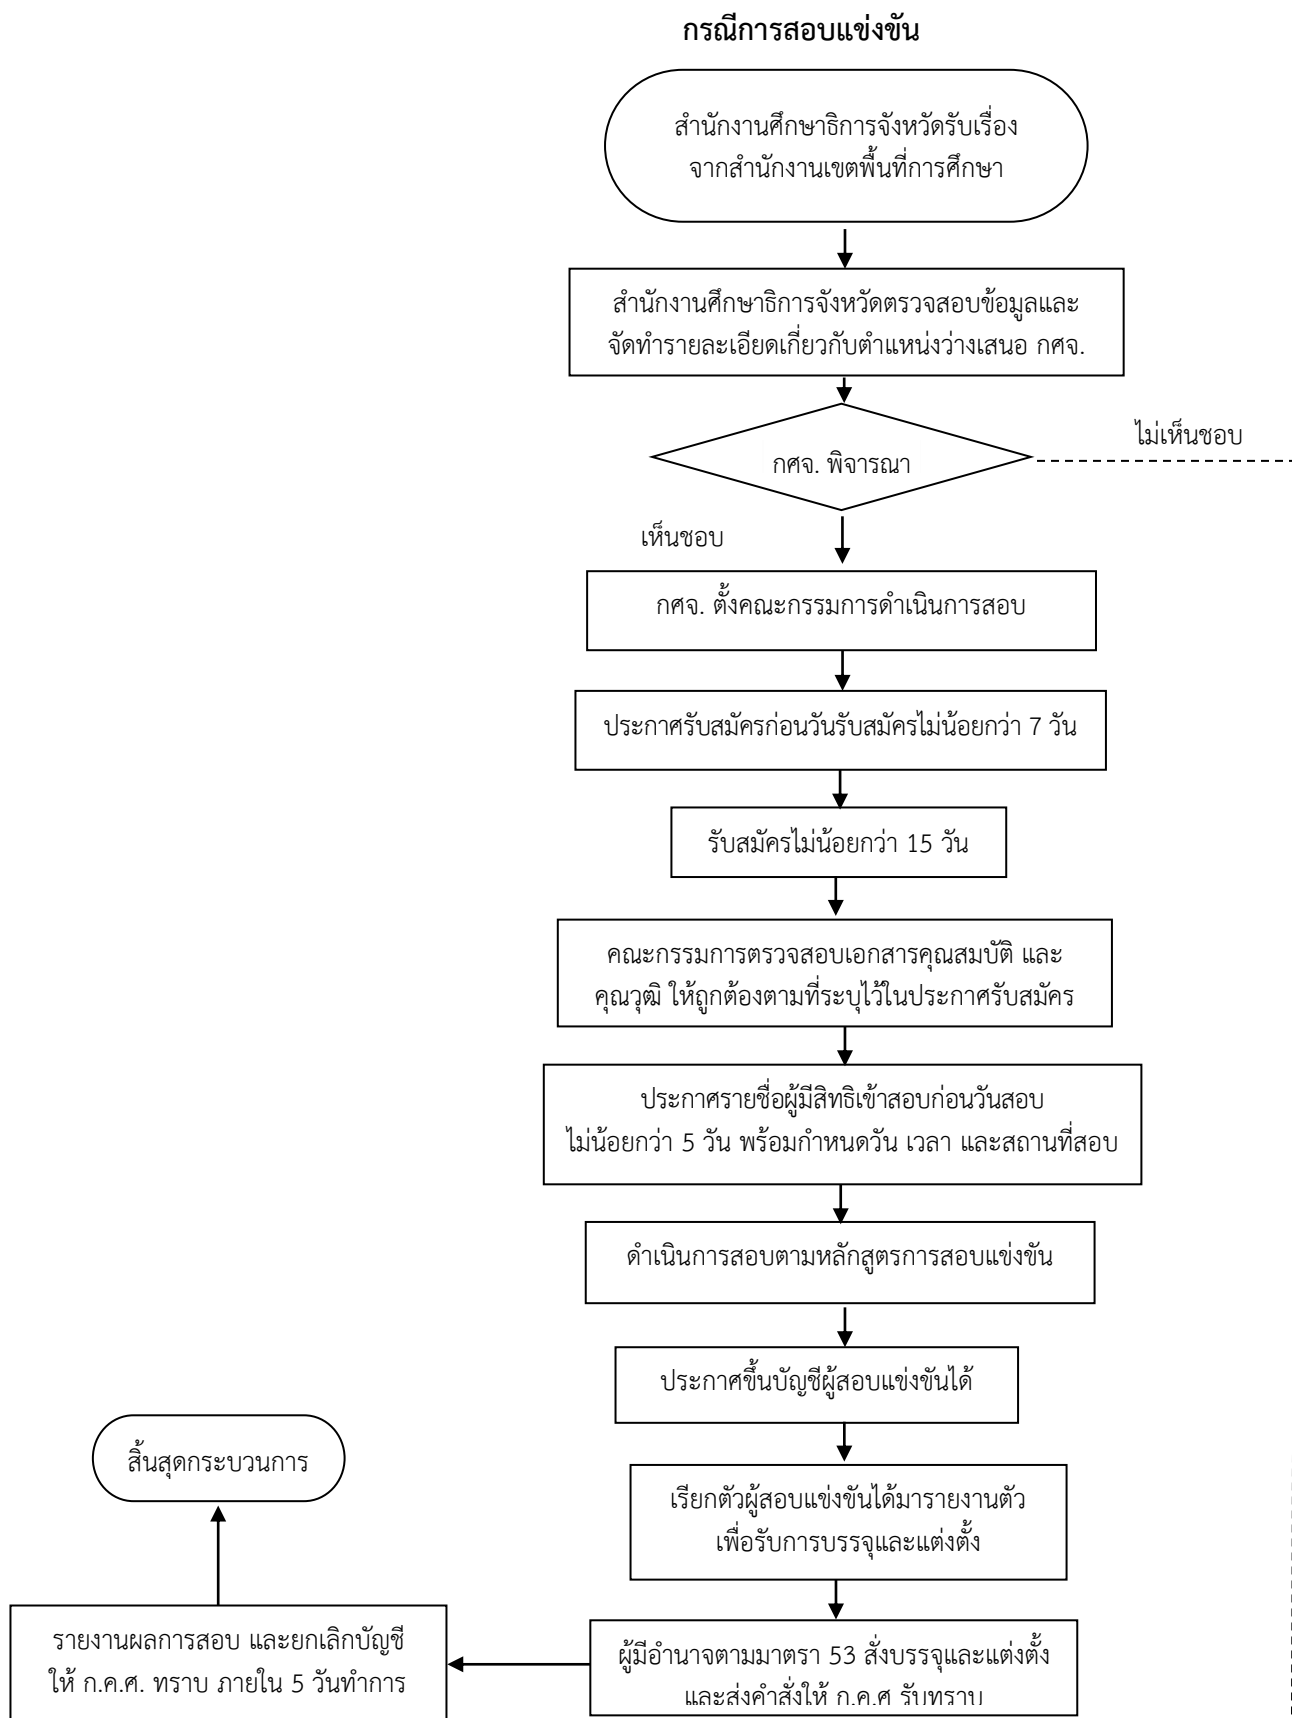 กรณีการสอบแข่งขัน
สำนักงานศึกษาธิการจังหวัดรับเรื่อง
จากสำนักงานเขตพื้นที่การศึกษา
สำนักงานศึกษาธิการจังหวัดตรวจสอบข้อมูลและ
จัดทำรายละเอียดเกี่ยวกับตำแหน่งว่างเสนอ กศจ.
ไม่เห็นชอบ
กศจ. พิจารณา
เห็นชอบ
กศจ. ตั้งคณะกรรมการดำเนินการสอบ
ประกาศรับสมัครก่อนวันรับสมัครไม่น้อยกว่า 7 วัน
รับสมัครไม่น้อยกว่า 15 วัน
คณะกรรมการตรวจสอบเอกสารคุณสมบัติ และ
คุณวุฒิ ให้ถูกต้องตามที่ระบุไว้ในประกาศรับสมัคร
ประกาศรายชื่อผู้มีสิทธิเข้าสอบก่อนวันสอบ
ไม่น้อยกว่า 5 วัน พร้อมกำหนดวัน เวลา และสถานที่สอบ
ดำเนินการสอบตามหลักสูตรการสอบแข่งขัน
ประกาศขึ้นบัญชีผู้สอบแข่งขันได้
เรียกตัวผู้สอบแข่งขันได้มารายงานตัว
เพื่อรับการบรรจุและแต่งตั้ง
ผู้มีอำนาจตามมาตรา 53 สั่งบรรจุและแต่งตั้ง
และส่งคำสั่งให้ ก.ค.ศ รับทราบ
รายงานผลการสอบ และยกเลิกบัญชี
ให้ ก.ค.ศ. ทราบ ภายใน 5 วันทำการ
สิ้นสุดกระบวนการ